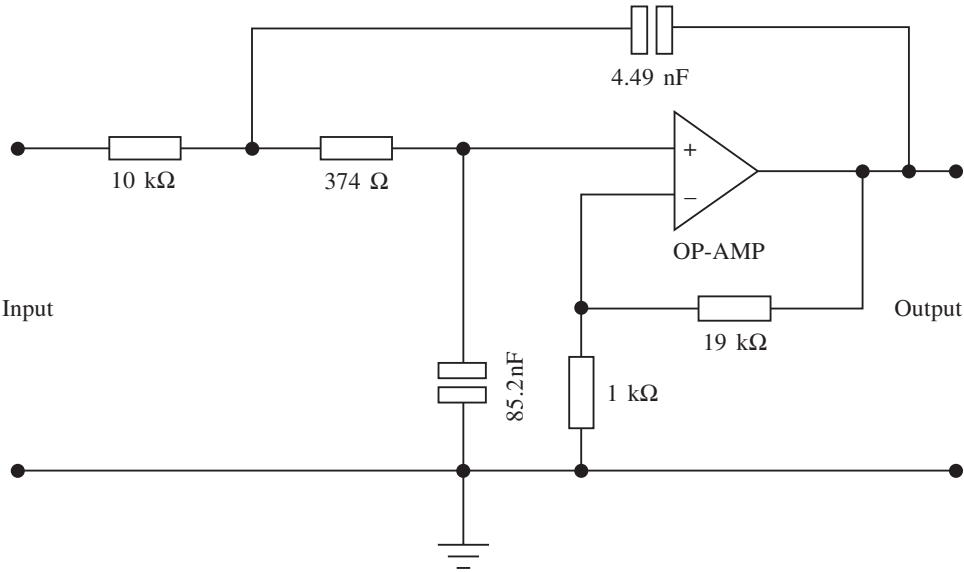 4.49 nF
+
10 kΩ
374 Ω
−
OP-AMP
Input
Output
19 kΩ
85.2nF
1 kΩ